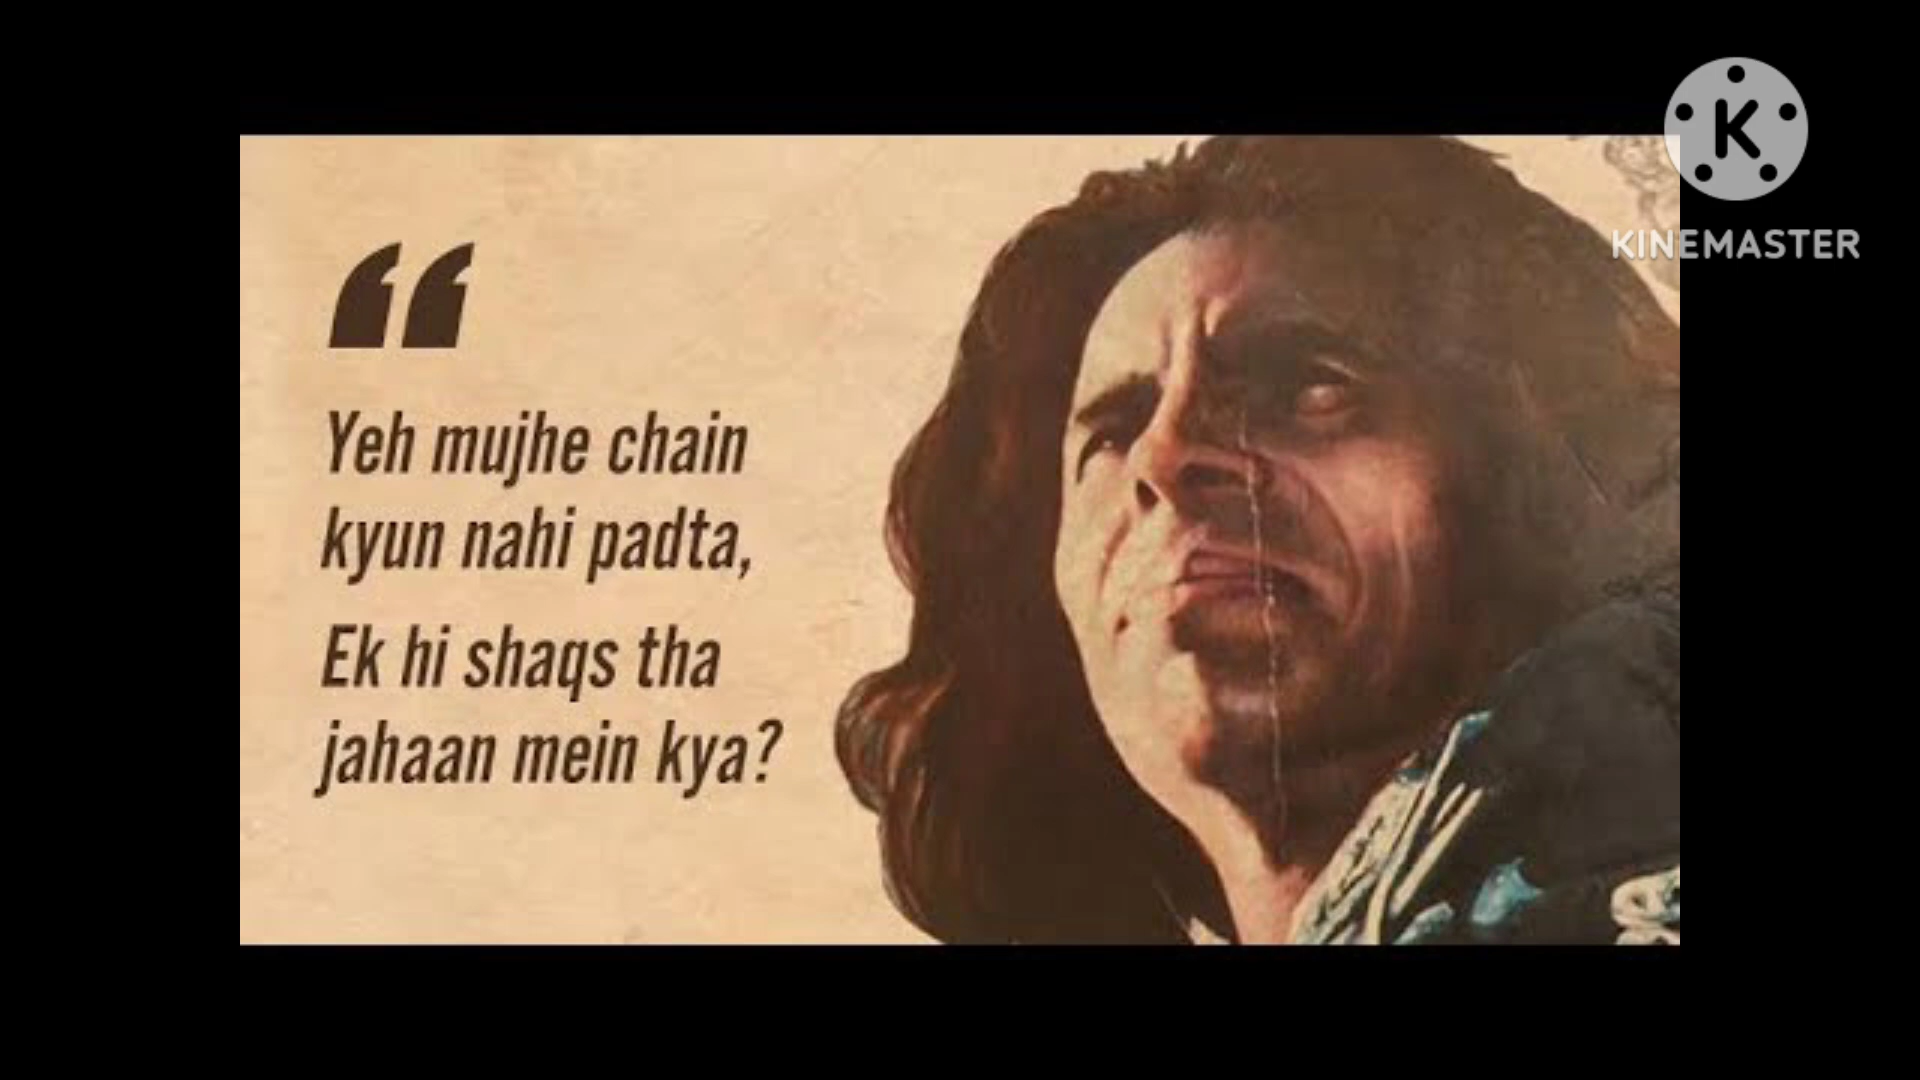 K
KINEMASTER
“
Yeh mujhe chain
kyun nahi padta,
Ek hi shaqs tha
jahaan mein kya?